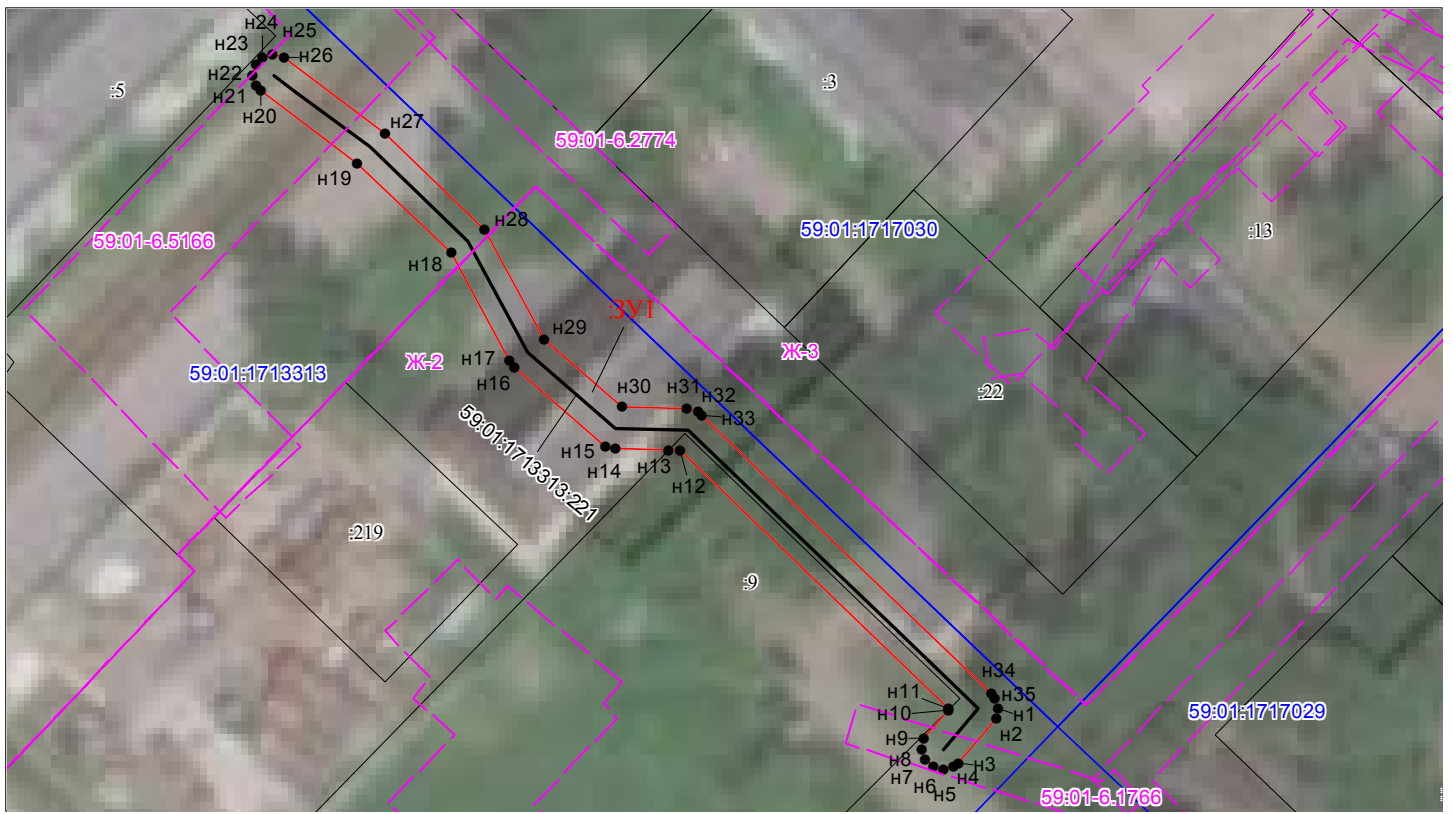 н24
н25
н23
н26
:5
н22
н21
н20
:3
н27
59:01-6.2774
н19
н28
59:01-6.5166
н18
59:01:1717030
:13
:ЗУ1
н29
н17
Ж-2
Ж-3
59:01:1713313
н16
:22
н30
н31
н32
н33
59:01:1713313:221
н15
н14
н13
н12
:219
:9
н34
н11
н35
н10
н1
59:01:1717029
н2
н9
н8
н3
н7
н4
н6
н5
59:01-6.1766